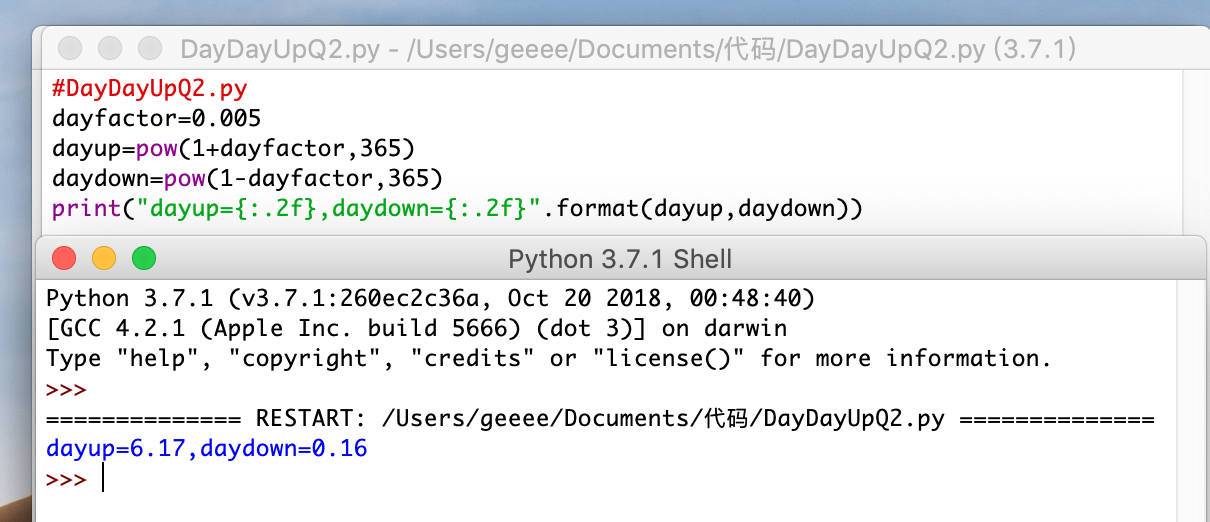 DayDayUpQ2.py - /Users/geeee/Documents/代码/DayDayUpQ2.py (3.7.1)
#DayDayUpQ2.py
dayfactor=0.005
dayup=pow(1+dayfactor,365)
daydown=pow(1-dayfactor,365)
print("dayup={:.2f},daydown={:.2f}".format(dayup,daydown))
Python 3.7.1 Shell
Python 3.7.1 (v3.7.1:260ec2c36a, Oct 20 2018, 00:48:40)
[GCC 4.2.1 (Apple Inc. build 5666) (dot 3)] on darwin
Type "help", "copyright", "credits" or "license()" for more information.
>>>
============== RESTART: /Users/geeee/Documents/代码/DayDayUpQ2.py ==============
dayup=6.17,daydown=0.16
>>>